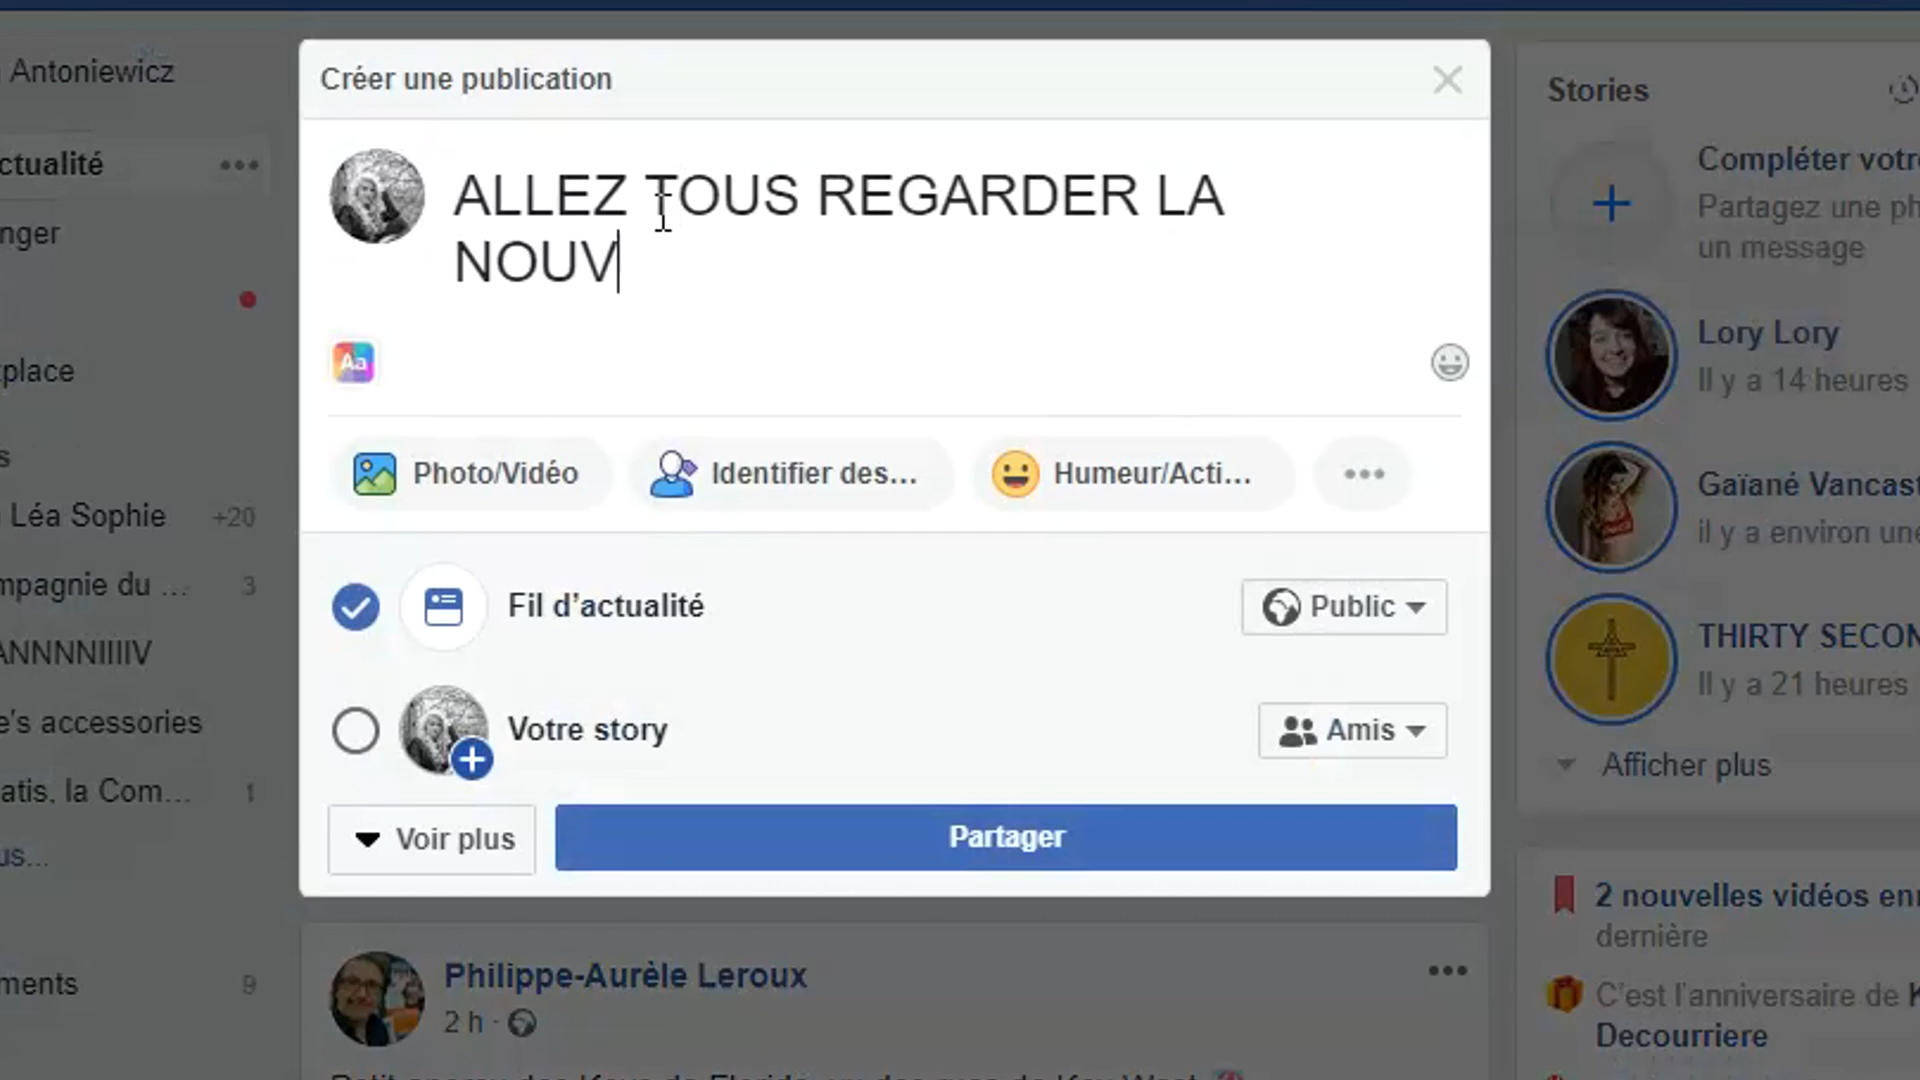 Antoniewicz
Créer une publication
ALLEZ TOUS REGARDER LA
NOUV
Aa
Photo/Vidéo
Identifier des...
Humeur/Acti...
Fil d'actualité
Public
Votre story
Amis
Voir plus
Partager
ctualité
nger
tplace
s
Léa Sophie +20
mpagnie du ... 3
ANNNNIIIIV
e's accessories
atis, la Com... 1
us...
ments 9
Philippe-Aurèle Leroux
2 h ·
Stories
Compléter votre
Partagez une ph
un message
Lory Lory
Il y a 14 heures
Gaïané Vancast
il y a environ une
THIRTY SECON
Il y a 21 heures
Afficher plus
2 nouvelles vidéos enr
dernière
C'est l'anniversaire de K
Decourriere